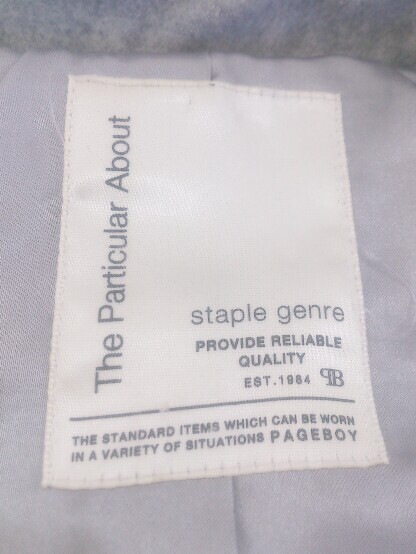 The Particular About
staple genre
PROVIDE RELIABLE
QUALITY
EST.1984 PB
THE STANDARD ITEMS WHICH CAN BE WORN
IN A VARIETY OF SITUATIONS PAGEBOY